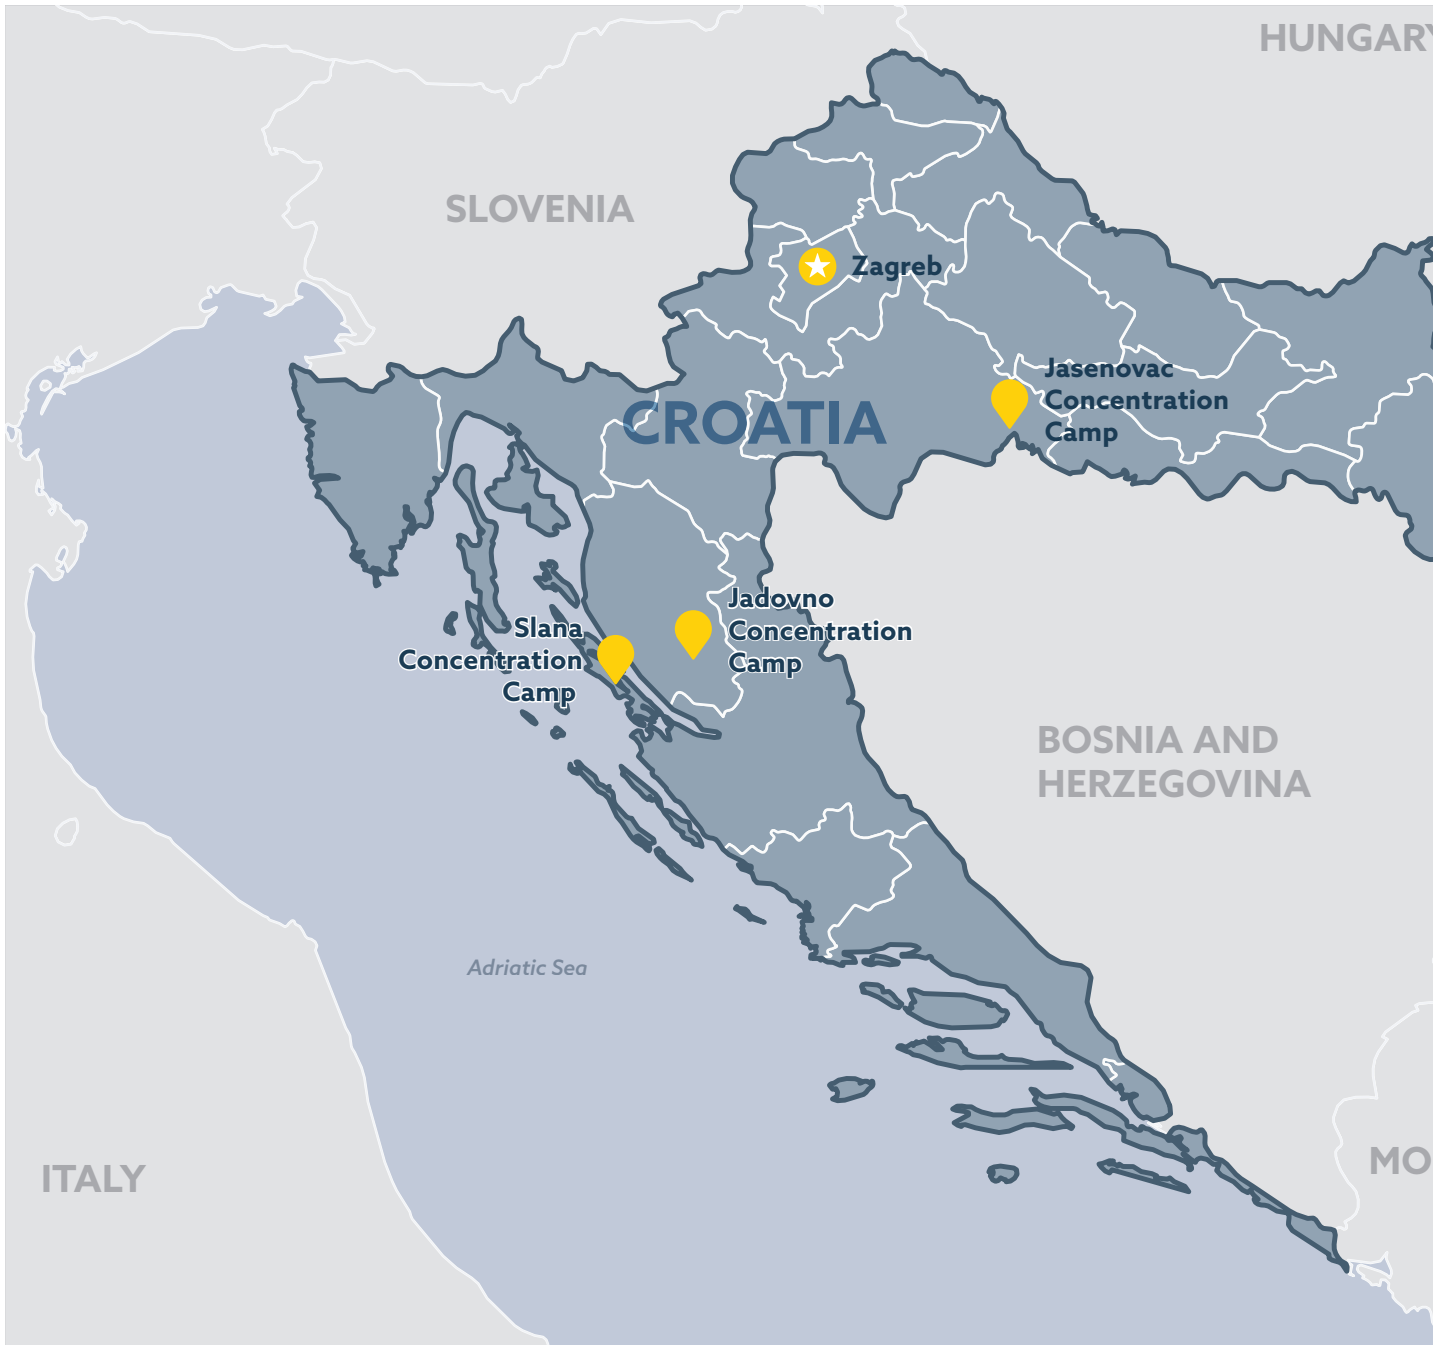 HUNGARY
SLOVENIA
Zagreb
Jasenovac
Concentration
Camp
CROATIA
Jadovno
Concentration
Camp
Slana
Concentration
Camp
BOSNIA AND
HERZEGOVINA
Adriatic Sea
ITALY
MO